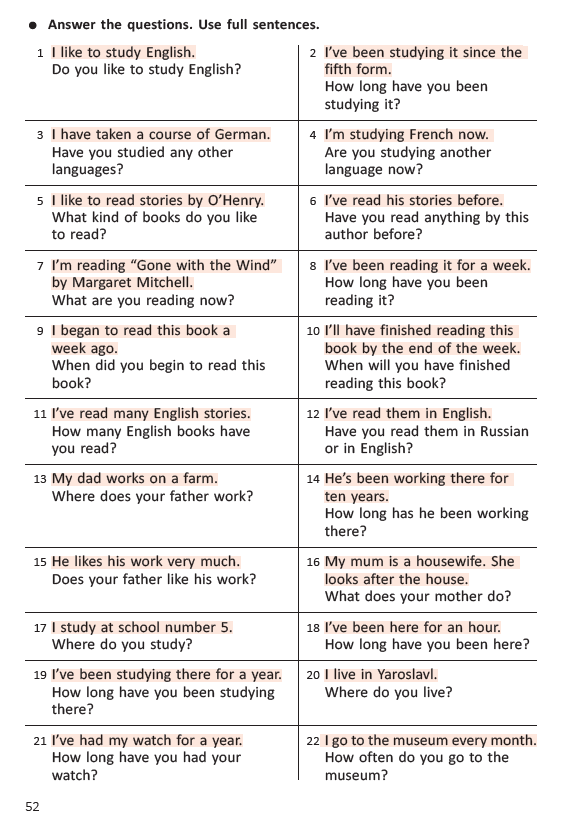 ● Answer the questions. Use full sentences.
1 I like to study English.
Do you like to study English?
2 I've been studying it since the
fifth form.
How long have you been
studying it?
3 I have taken a course of German.
Have you studied any other
languages?
4 I'm studying French now.
Are you studying another
language now?
5 I like to read stories by O'Henry.
What kind of books do you like
to read?
6 I've read his stories before.
Have you read anything by this
author before?
7 I'm reading “Gone with the Wind”
by Margaret Mitchell.
What are you reading now?
8 I've been reading it for a week.
How long have you been
reading it?
9 I began to read this book a
week ago.
When did you begin to read this
book?
10 I'll have finished reading this
book by the end of the week.
When will you have finished
reading this book?
11 I've read many English stories.
How many English books have
you read?
12 I've read them in English.
Have you read them in Russian
or in English?
13 My dad works on a farm.
Where does your father work?
14 He's been working there for
ten years.
How long has he been working
there?
15 He likes his work very much.
Does your father like his work?
16 My mum is a housewife. She
looks after the house.
What does your mother do?
17 I study at school number 5.
Where do you study?
18 I've been here for an hour.
How long have you been here?
19 I've been studying there for a year.
How long have you been studying
there?
20 I live in Yaroslavl.
Where do you live?
21 I've had my watch for a year.
How long have you had your
watch?
22 I go to the museum every month.
How often do you go to the
museum?
52